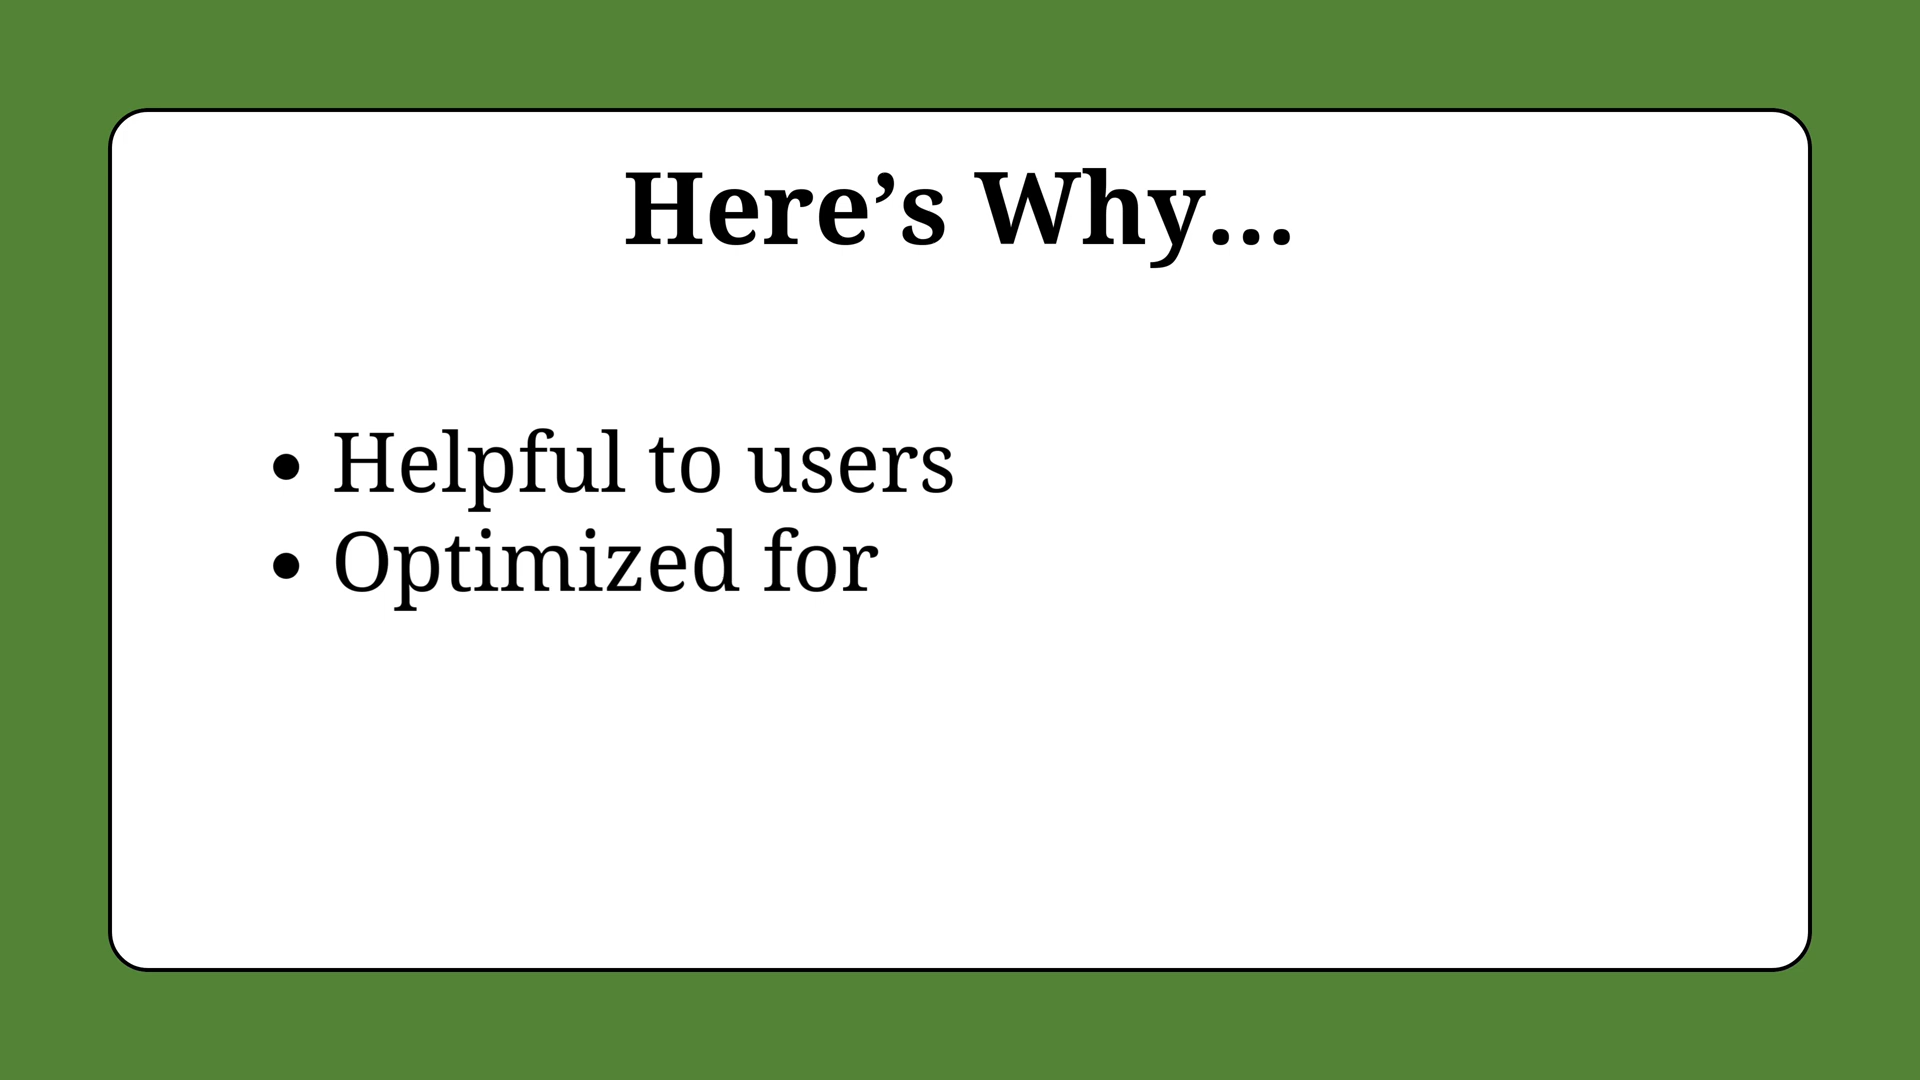 Here’s Why...
• Helpful to users
• Optimized for